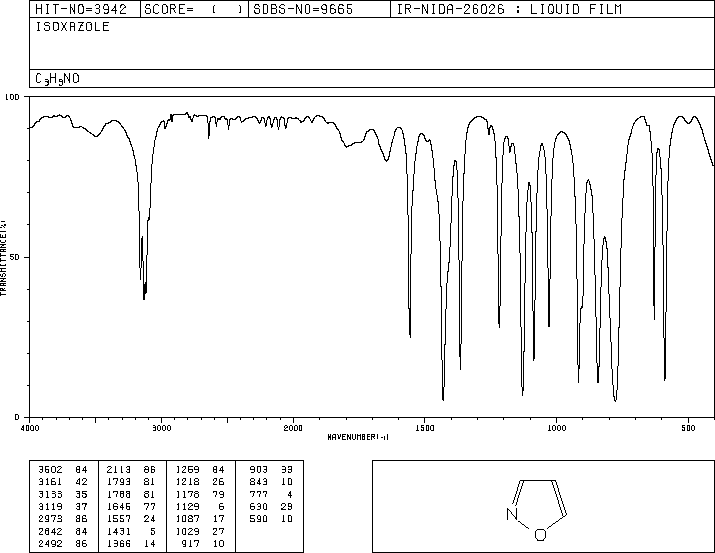 HIT-NO=3942 SCORE= ( ) SDBS-NO=9665 IR-NIDA-26026 : LIQUID FILM
ISOXAZOLE
C3H3NO
100
TRANSMITTANCE(%)
50
0
4000 3000 2000 1500 1000 500
WAVENUMBER(-1)
3502 84 2113 86 1259 84 903 33
3161 42 1793 81 1218 26 843 10
3133 35 1788 81 1178 79 777 4
3119 37 1646 77 1129 6 630 29
2973 86 1557 24 1087 17 590 10
2642 84 1431 5 1029 27
2492 86 1366 14 917 10
N
O